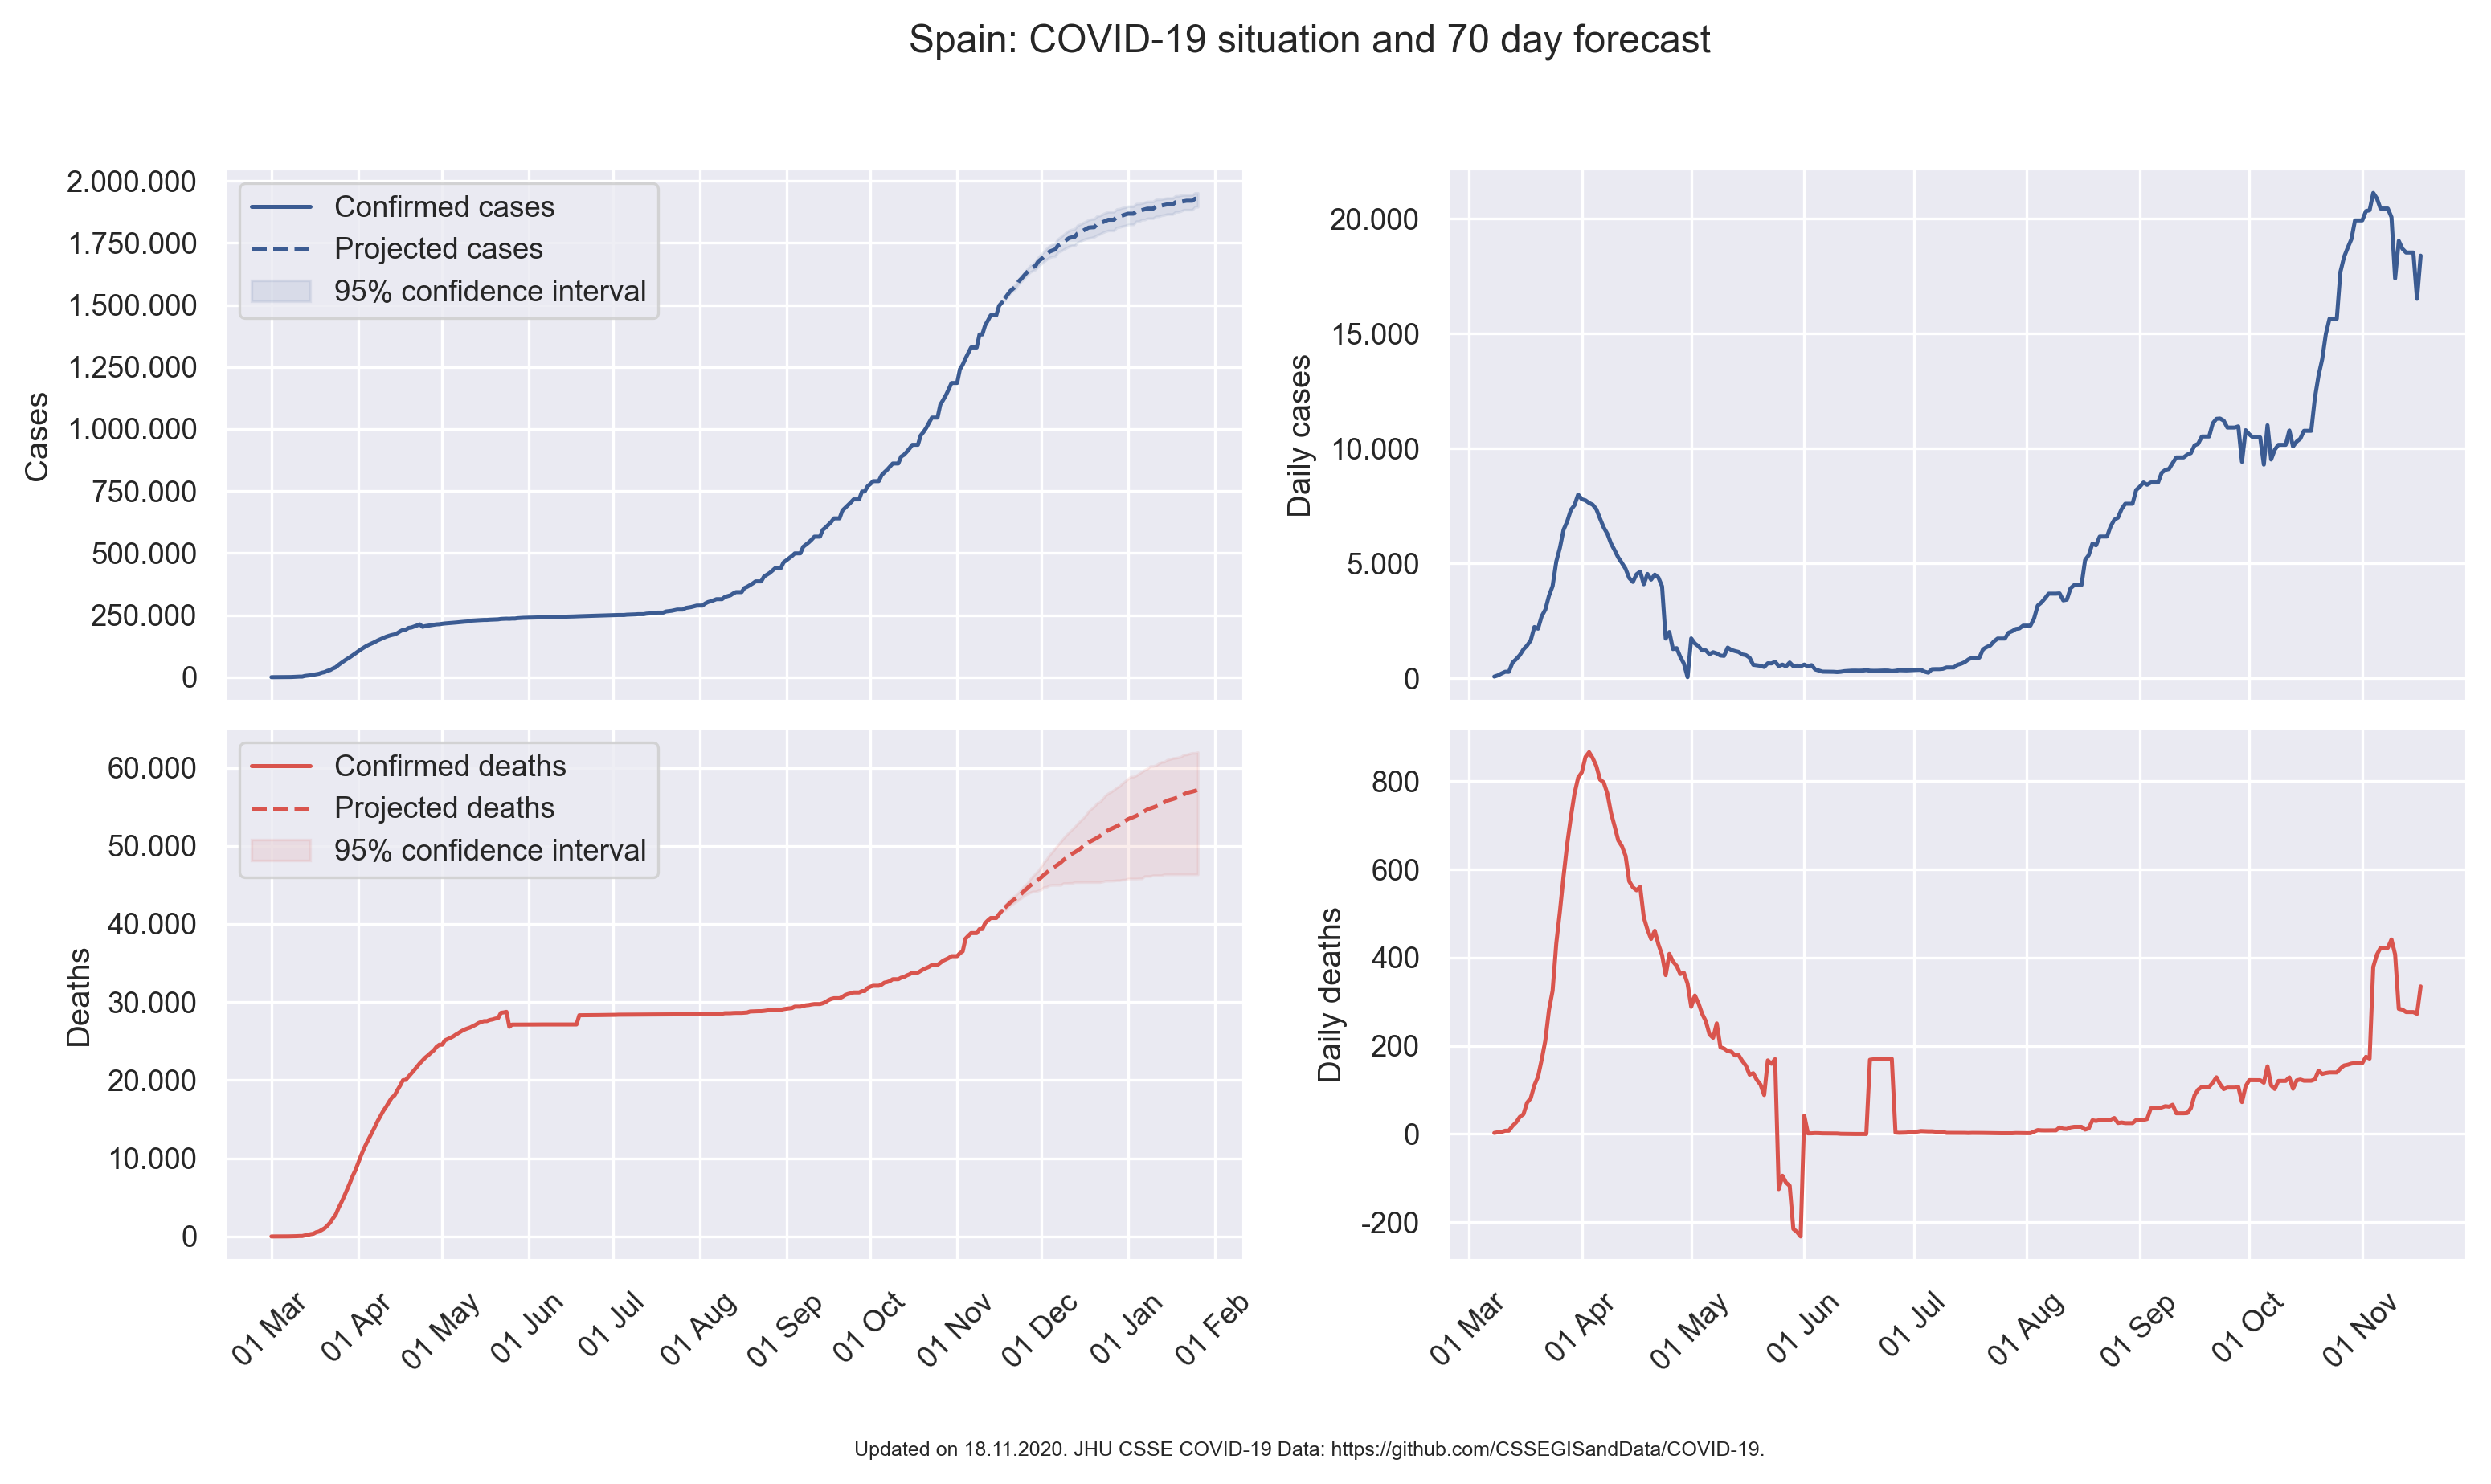 Spain: COVID-19 situation and 70 day forecast
2.000.000
1.750.000
1.500.000
1.250.000
1.000.000
750.000
500.000
250.000
0
Cases
Confirmed cases
Projected cases
95% confidence interval
20.000
15.000
10.000
5.000
0
Daily cases
60.000
50.000
40.000
30.000
20.000
10.000
0
Deaths
Confirmed deaths
Projected deaths
95% confidence interval
01 Mar
01 Apr
01 May
01 Jun
01 Jul
01 Aug
01 Sep
01 Oct
01 Nov
01 Dec
01 Jan
01 Feb
800
600
400
200
0
-200
Daily deaths
01 Mar
01 Apr
01 May
01 Jun
01 Jul
01 Aug
01 Sep
01 Oct
01 Nov
Updated on 18.11.2020. JHU CSSE COVID-19 Data: https://github.com/CSSEGISandData/COVID-19.